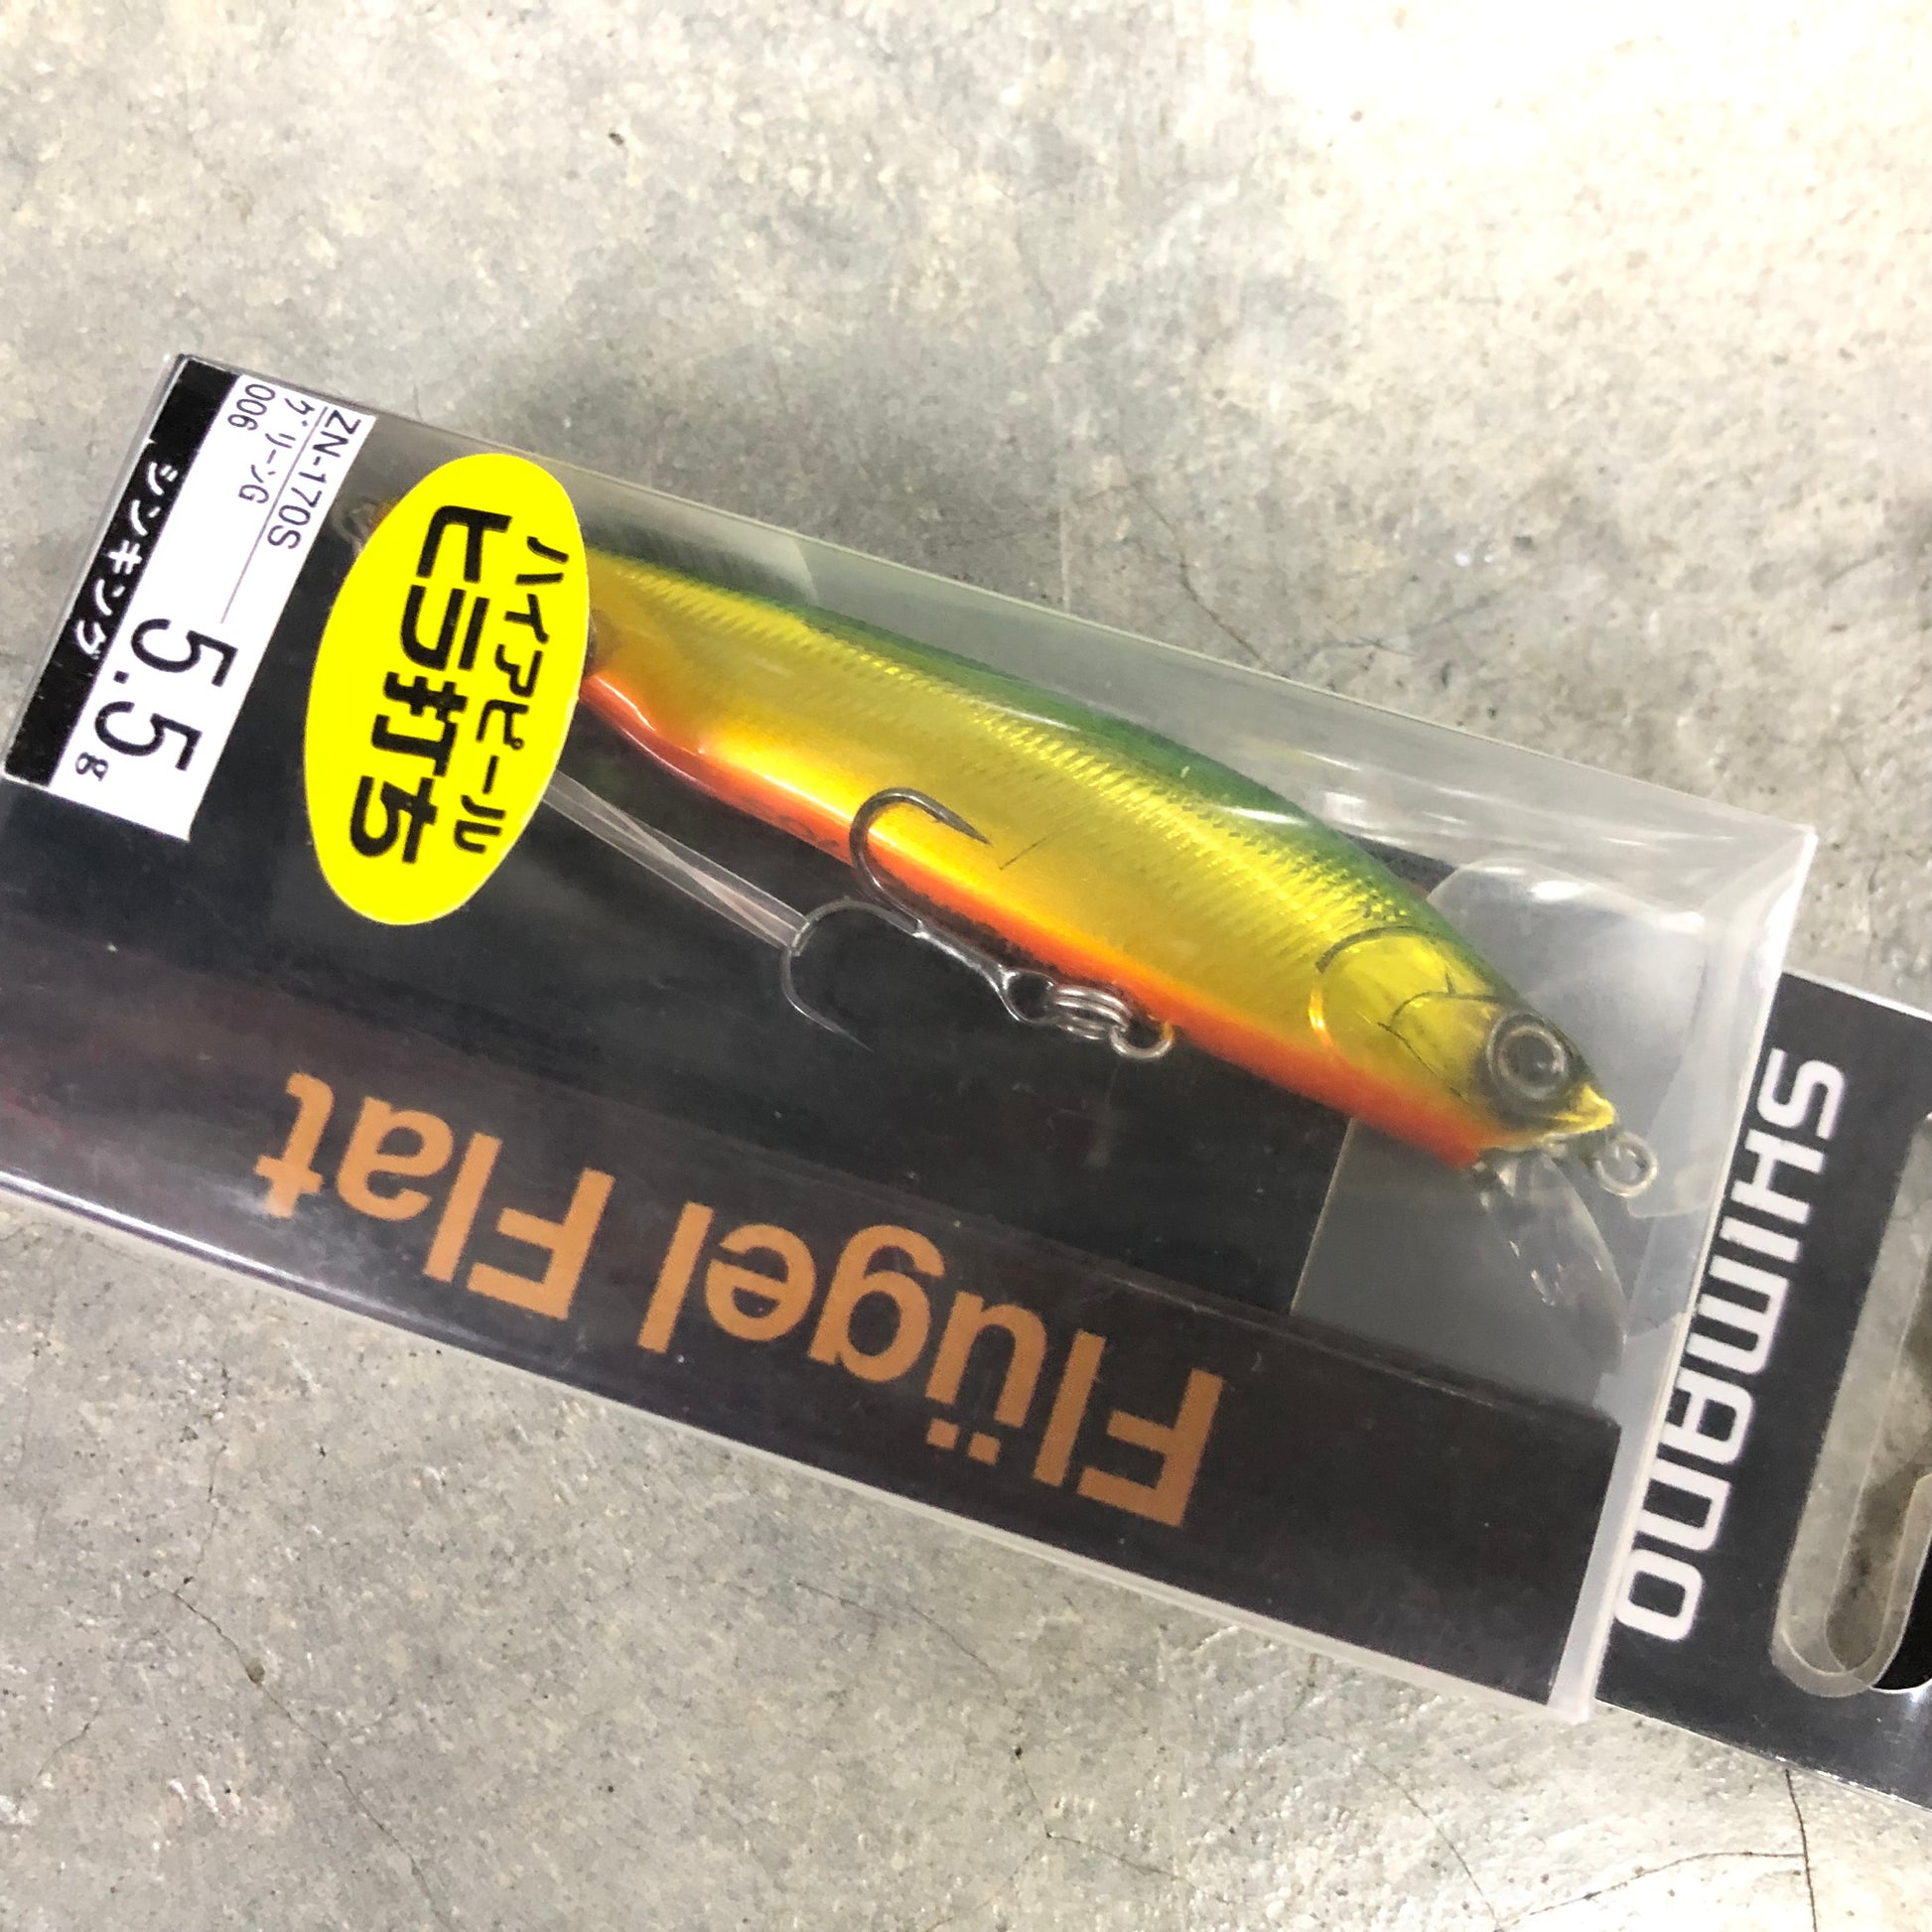 SHIMANO
Flügel Flat
ハイアピール
ヒラ打ち
ZN-170S
グリーンG
006
5.5g
シンキング